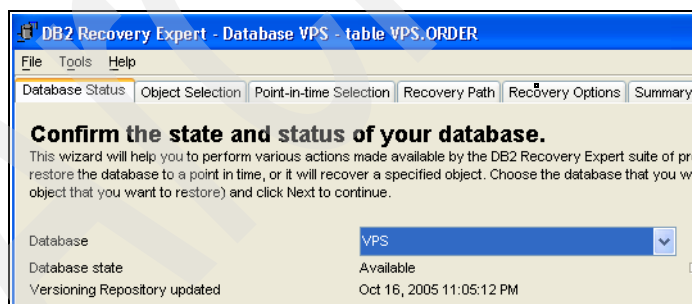 DB2 Recovery Expert - Database VPS - table VPS.ORDER
File Tools Help
Database Status Object Selection Point-in-time Selection Recovery Path Recovery Options Summary
Confirm the state and status of your database.
This wizard will help you to perform various actions made available by the DB2 Recovery Expert suite of
restore the database to a point in time, or it will recover a specified object. Choose the database that you
object that you want to restore) and click Next to continue.
Database VPS
Database state Available
Versioning Repository updated Oct 16, 2005 11:05:12 PM